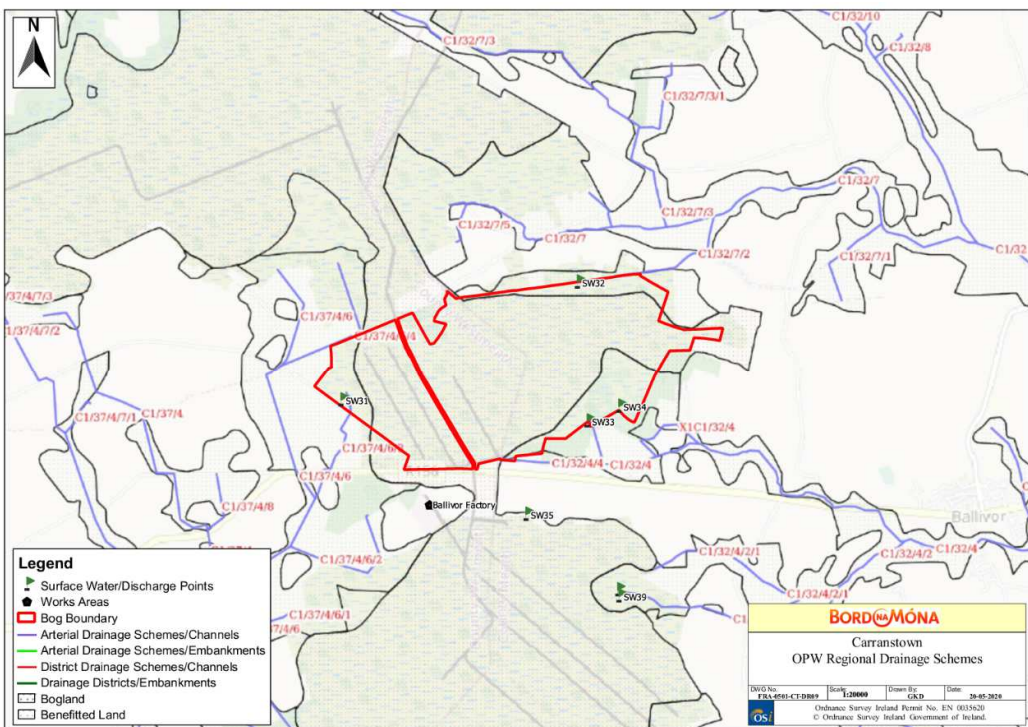 N
C1/32/10
C1/32/8
C1/32/7/3
C1/32/7/3/1
C1/32/7
C1/32/7/3
C1/32/7/5
C1/32/7
C1/32/7/2
C1/32/7/1
C1/32
SW32
C1/37/4/7/3
C1/37/4/6
C1/37/4/7/2
SW31
SW34
SW33
C1/37/4/7/1
C1/37/4
X1C1/32/4
C1/37/4/6
C1/32/4/4
C1/32/4
C1/37/4/8
Ballivor Factory
SW35
Ballivor
C1/37/4/6/2
C1/32/4/2/1
C1/32/4/2
C1/32/4
SW39
C1/32/4/2/1
C1/37/4/6/1
Legend
Surface Water/Discharge Points
Works Areas
Bog Boundary
Arterial Drainage Schemes/Channels
Arterial Drainage Schemes/Embankments
District Drainage Schemes/Channels
Drainage Districts/Embankments
Bogland
Benefitted Land
BORD NA MÓNA
Carranstown
OPW Regional Drainage Schemes
DWG No. FRA-0501-CT-DR09
Scale: 1:20000
Drawn By: GKD
Date: 20-05-2020
OSi
Ordnance Survey Ireland Permit No. EN 0035620
© Ordnance Survey Ireland Government of Ireland.